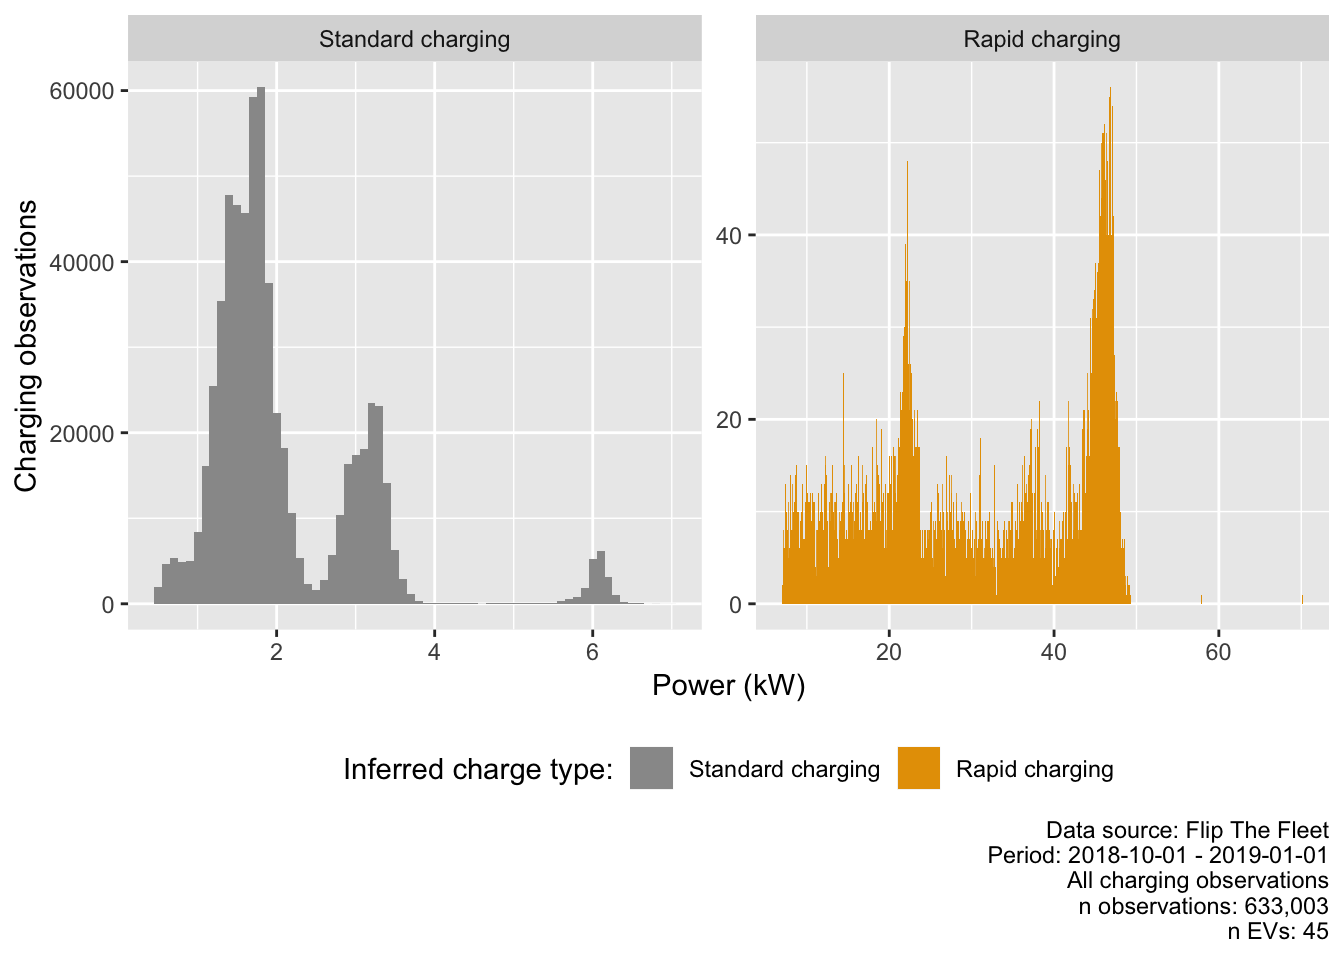 Standard charging
Rapid charging
60000
40000
20000
0
Charging observations
40
20
0
2
4
6
20
40
60
Power (kW)
Inferred charge type:
Standard charging
Rapid charging
Data source: Flip The Fleet
Period: 2018-10-01 - 2019-01-01
All charging observations
n observations: 633,003
n EVs: 45